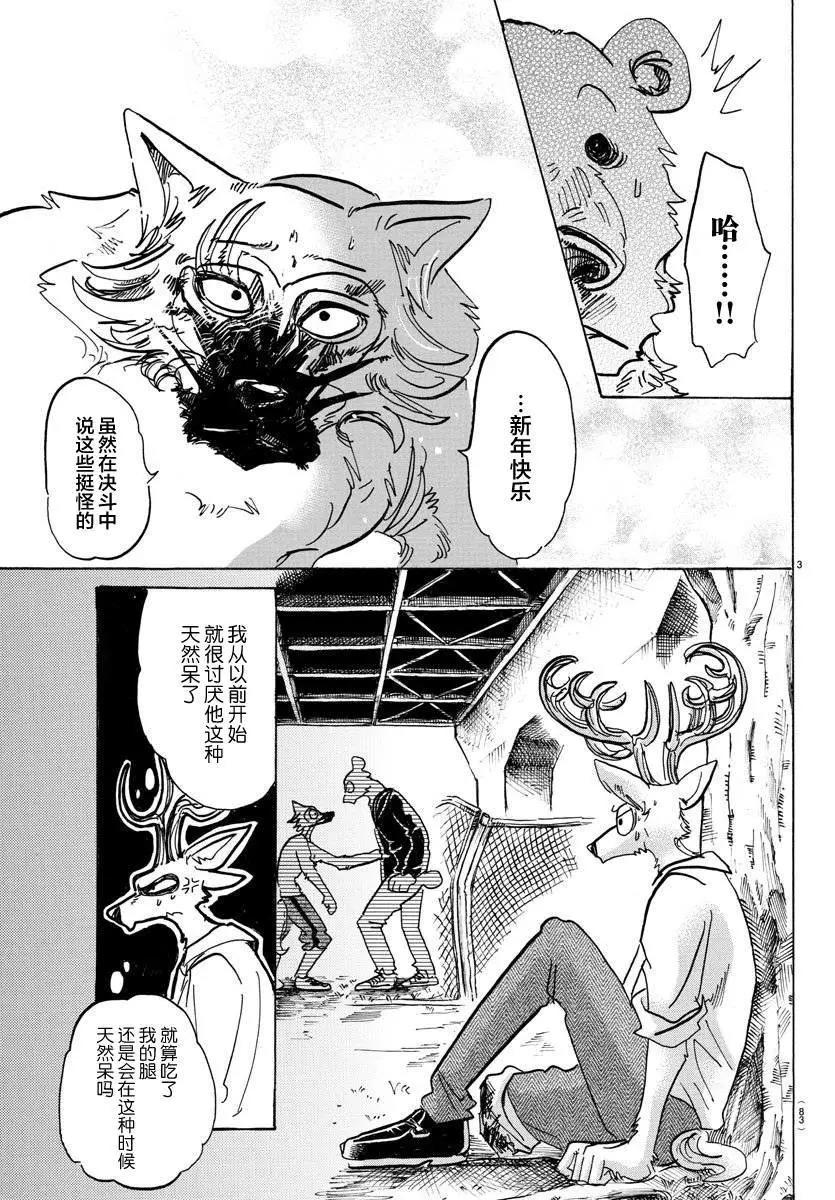 哈……!!
…新年快乐
虽然在决斗中
说这些挺怪的
3
我从以前开始
就很讨厌他这种
天然呆了
就算吃了
我的腿
还是会在这种时候
天然呆吗
(83)